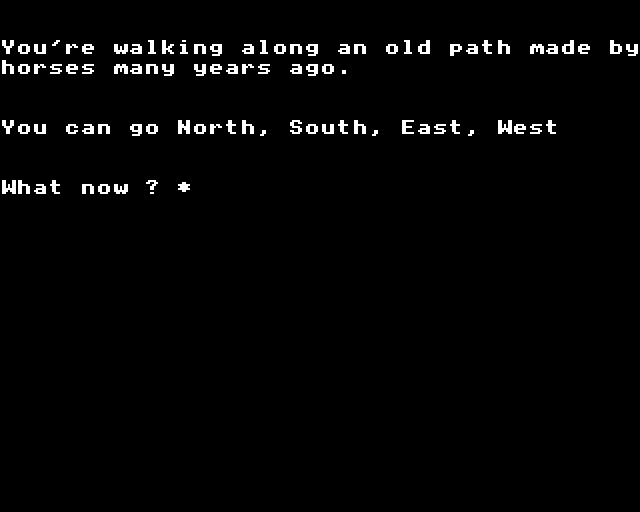 You're walking along an old path made by
horses many years ago.
You can go North, South, East, West
What now ? *